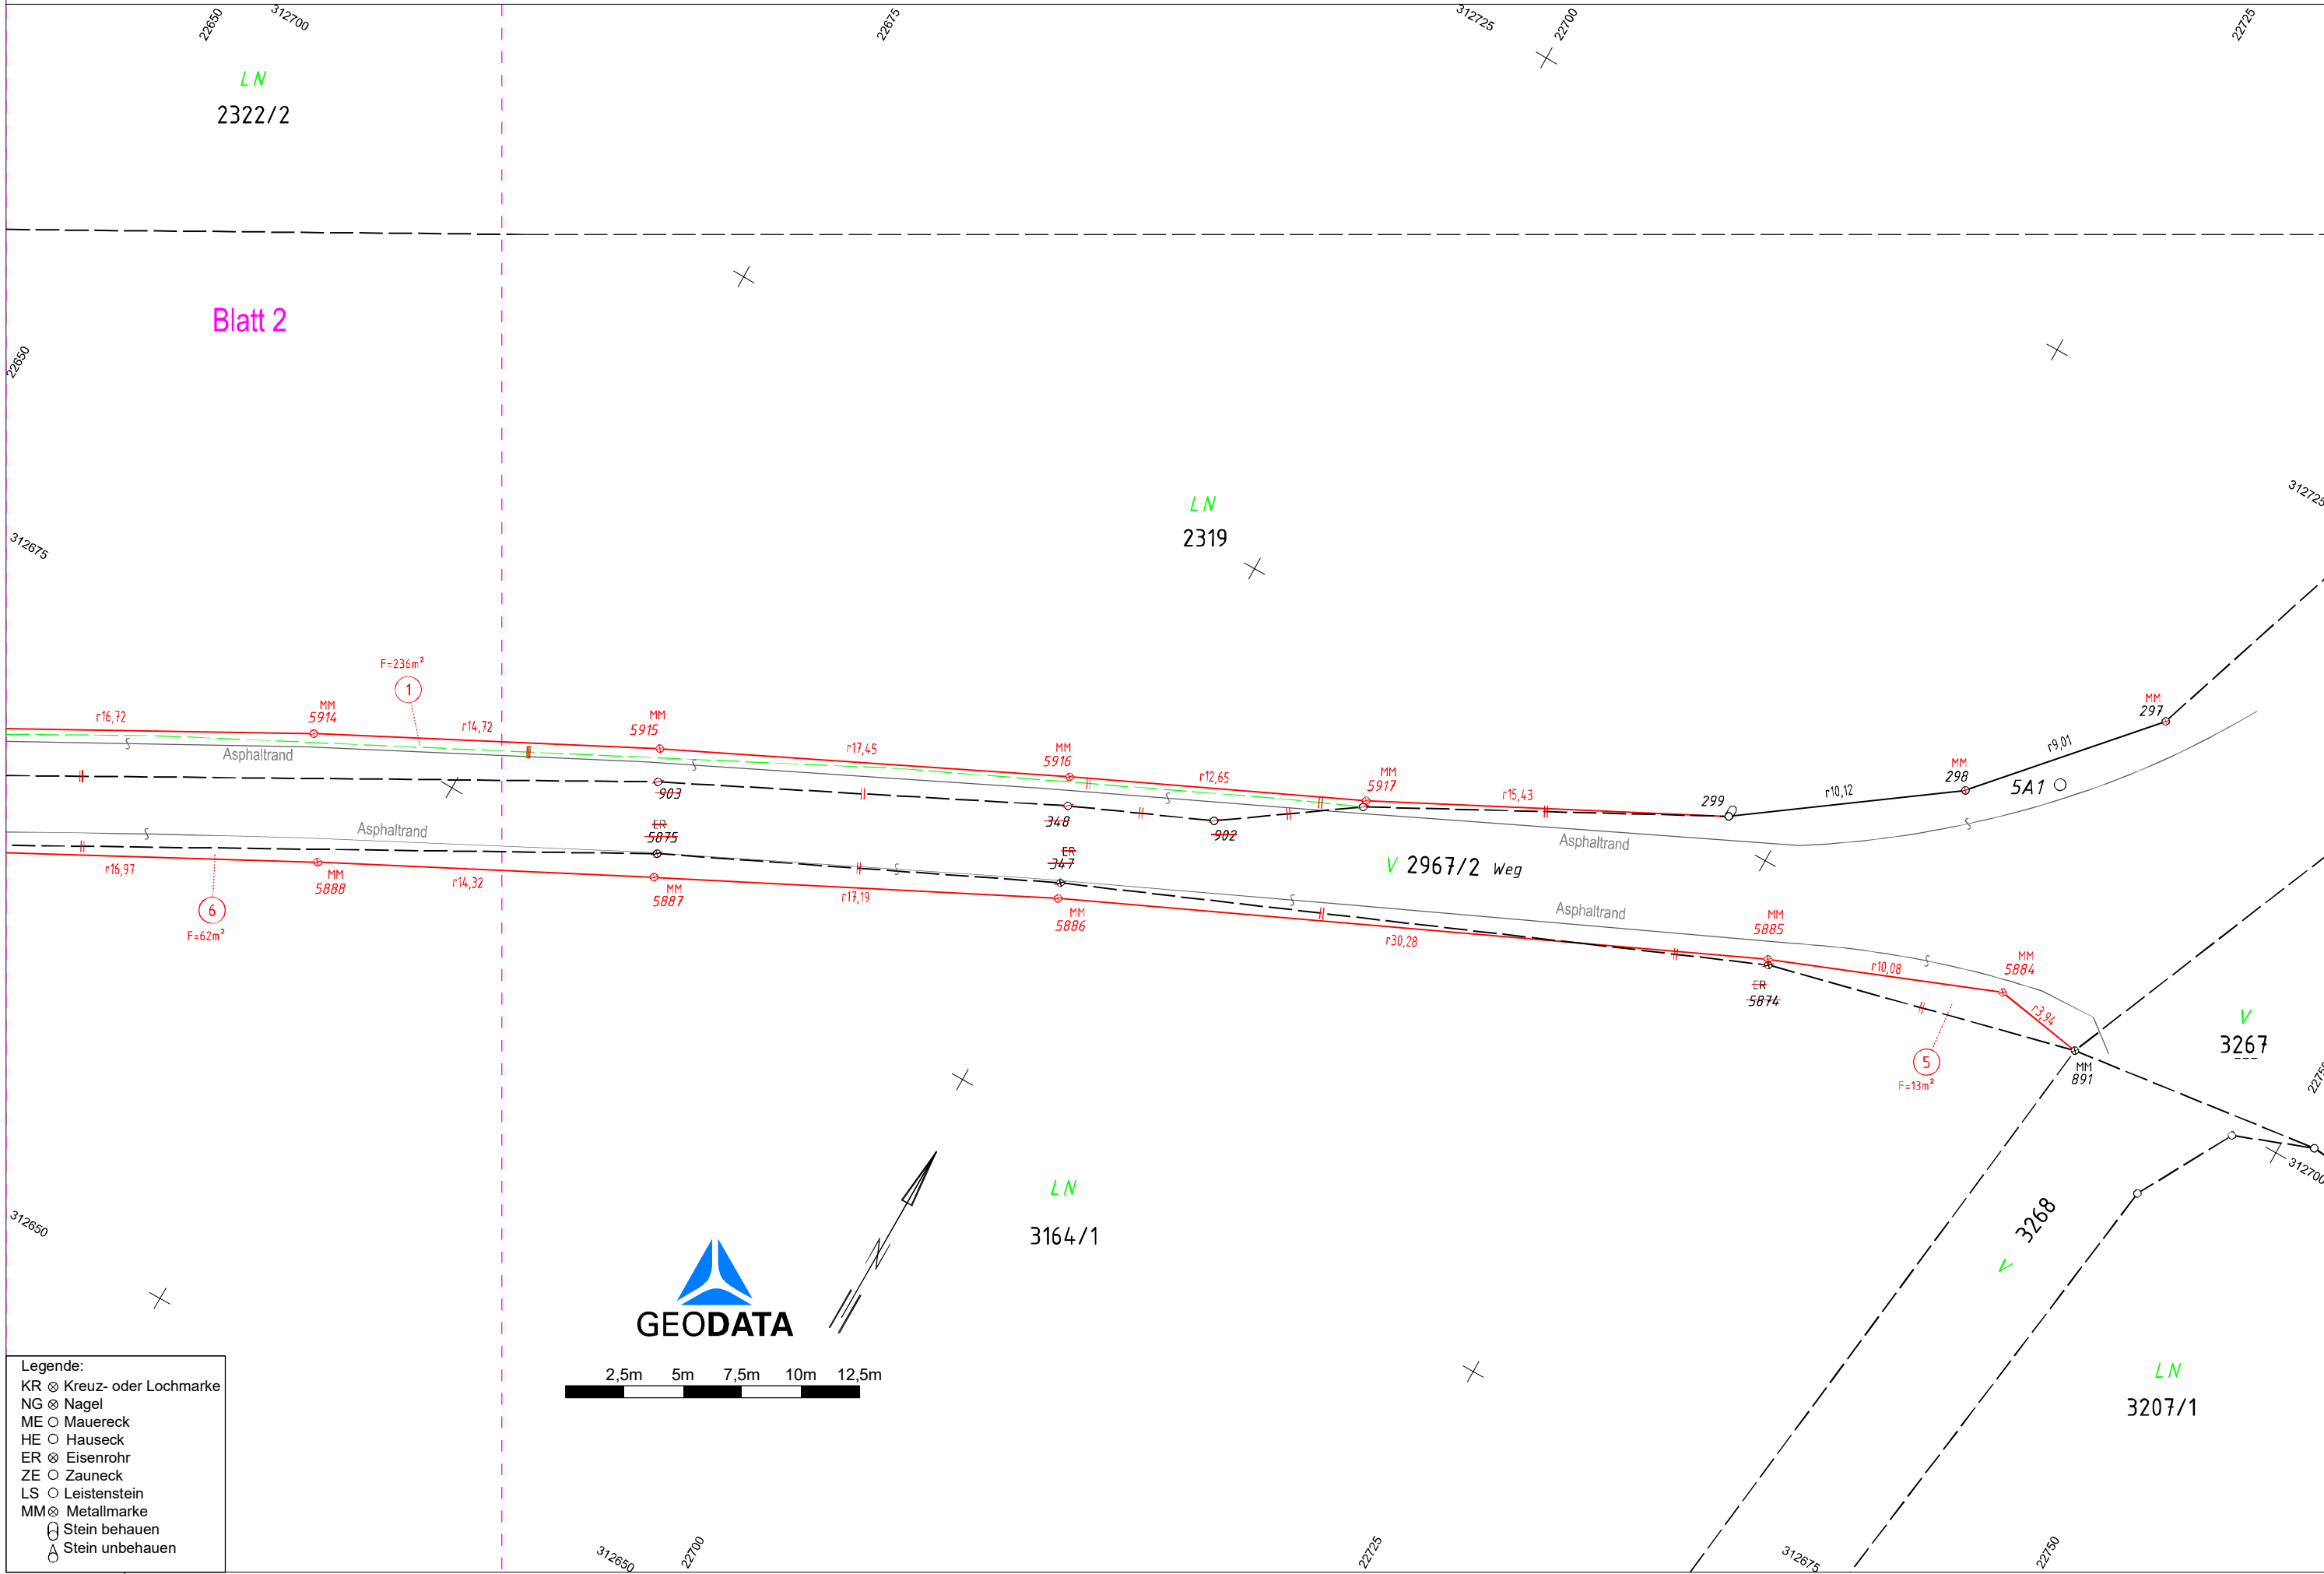 22650
312700
22675
312725
22700
22725
LN
2322/2
Blatt 2
22650
312725
LN
2319
312675
F=236m²
1
r16,72
MM
5914
r14,72
MM
5915
r17,45
MM
5916
r12,65
MM
5917
r15,43
299
r10,12
MM
298
r9,01
MM
297
5A1
Asphaltrand
903
348
902
Asphaltrand
ER
5875
ER
347
V 2967/2 Weg
Asphaltrand
Asphaltrand
r16,97
MM
5888
r14,32
MM
5887
r17,19
MM
5886
r30,28
MM
5885
r10,08
MM
5884
r3,94
6
F=62m²
ER
5874
5
F=13m²
MM
891
V
3267
22750
312700
312650
LN
3164/1
N
V 3268
GEODATA
2,5m 5m 7,5m 10m 12,5m
LN
3207/1
Legende:
KR Kreuz- oder Lochmarke
NG Nagel
ME Mauereck
HE Hauseck
ER Eisenrohr
ZE Zauneck
LS Leistenstein
MM Metallmarke
Stein behauen
Stein unbehauen
312650
22700
22725
312675
22750